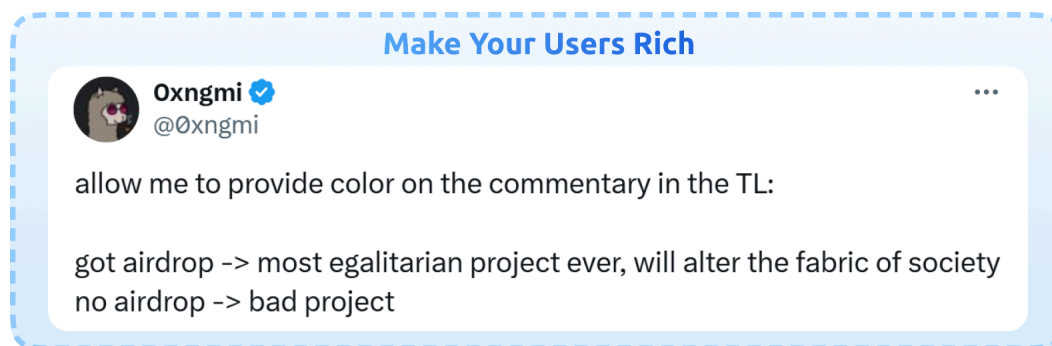 Make Your Users Rich
0xngmi
@0xngmi
allow me to provide color on the commentary in the TL:
got airdrop -> most egalitarian project ever, will alter the fabric of society
no airdrop -> bad project